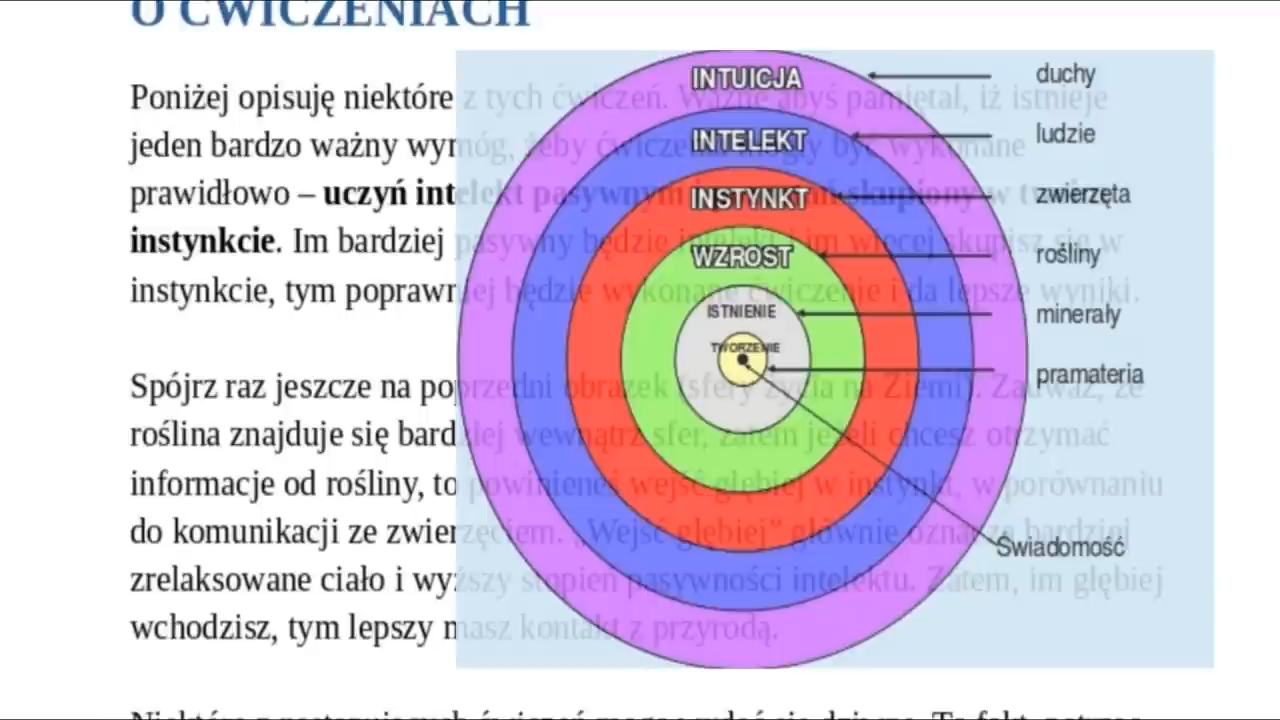 O ĆWICZENIACH
Poniżej opisuję niektóre z tych ćwiczeń. Ważne abyś pamiętał, iż istnieje
jeden bardzo ważny wymóg, żeby ćwiczenia mogły być wykonane
prawidłowo – uczyń intelekt pasywnym skupiony w
instynkcie. Im bardziej pasywny będzie intelekt i im więcej skupisz się w
instynkcie, tym poprawniej będzie wykonane ćwiczenie i da lepsze wyniki.
Spójrz raz jeszcze na poprzedni obrazek (sfery życia na Ziemi). Zauważ, że
roślina znajduje się bardziej wewnątrz sfer, zatem jeżeli chcesz otrzymać
informacje od rośliny, to powinieneś wejść głębiej w instynkt, w porównaniu
do komunikacji ze zwierzęciem. „Wejść głębiej” głównie oznacza bardziej
zrelaksowane ciało i wyższy stopień pasywności intelektu. Zatem, im głębiej
wchodzisz, tym lepszy masz kontakt z przyrodą.
INTUICJA
INTELEKT
INSTYNKT
WZROST
ISTNIENIE
TWORZENIE
duchy
ludzie
zwierzęta
rośliny
minerały
pramateria
Świadomość